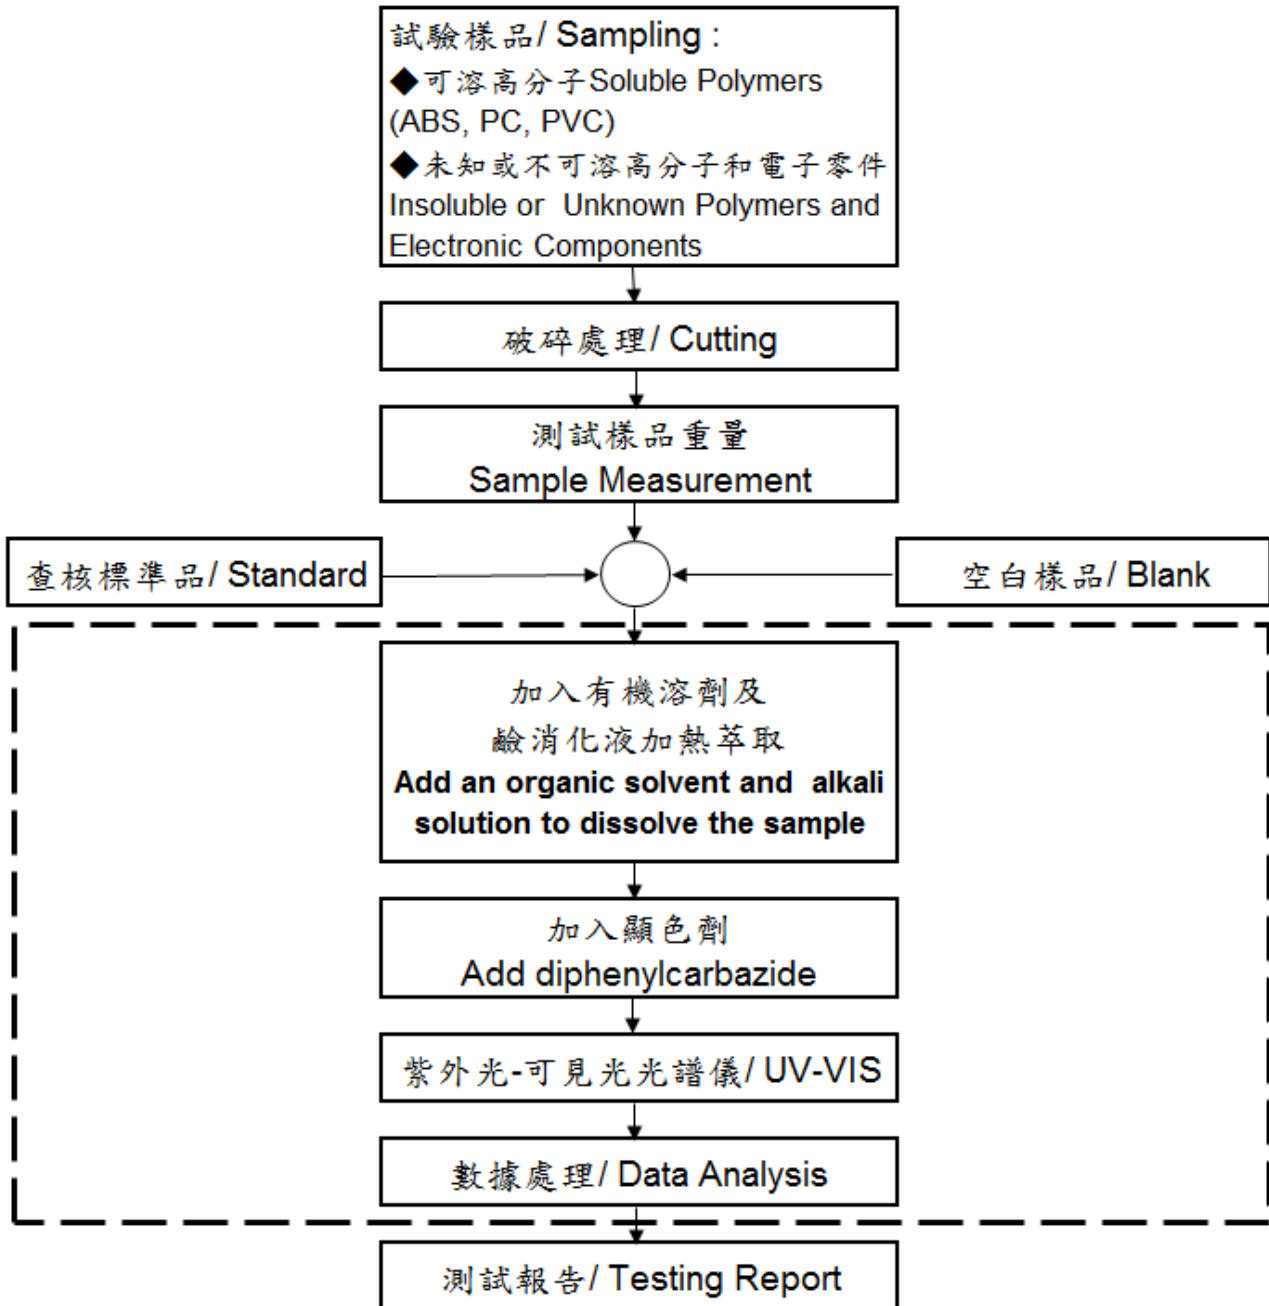 試驗樣品/ Sampling :
◆可溶高分子Soluble Polymers
(ABS, PC, PVC)
◆未知或不可溶高分子和電子零件
Insoluble or Unknown Polymers and
Electronic Components
破碎處理/ Cutting
測試樣品重量
Sample Measurement
查核標準品/ Standard
空白樣品/ Blank
加入有機溶劑及
鹼消化液加熱萃取
Add an organic solvent and alkali
solution to dissolve the sample
加入顯色劑
Add diphenylcarbazide
紫外光-可見光光譜儀/ UV-VIS
數據處理/ Data Analysis
測試報告/ Testing Report